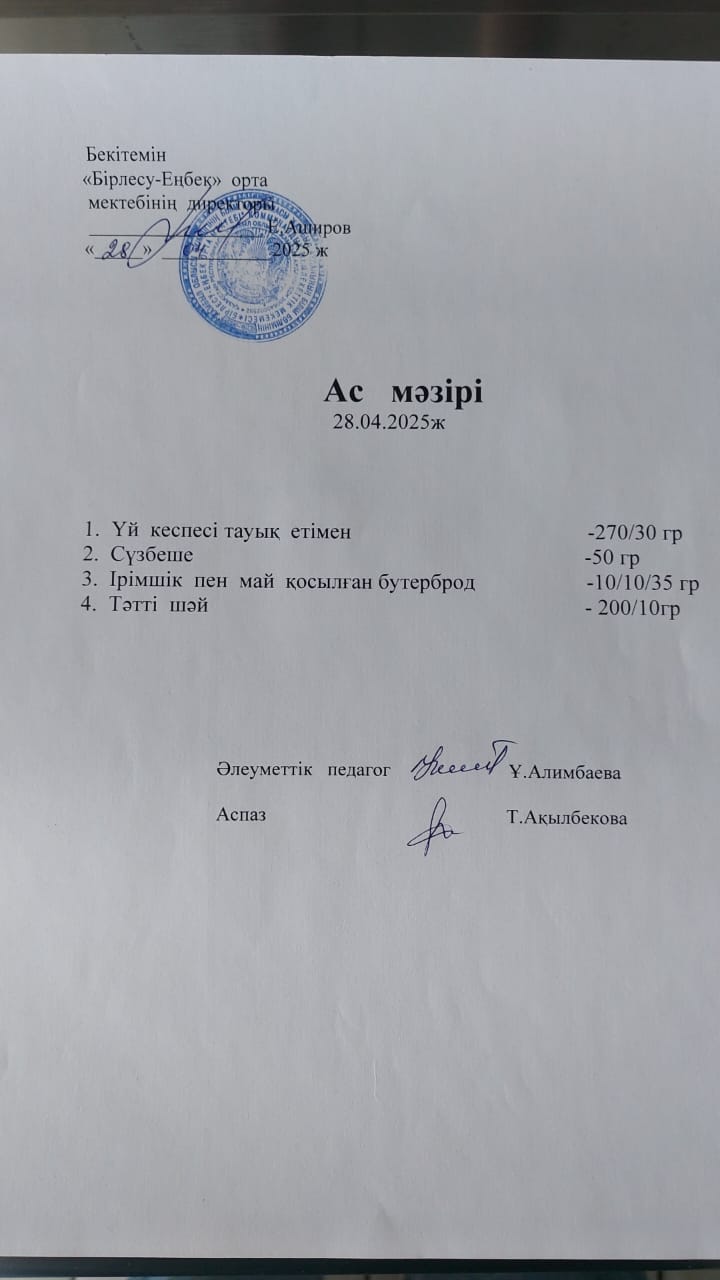 Бекітемін
«Бірлесу-Еңбек» орта
мектебінің директоры
Е.Аширов
«28» 04 2025 ж
Ас мәзірі
28.04.2025ж
1. Үй кеспесі тауық етімен -270/30 гр
2. Сүзбеше -50 гр
3. Ірімшік пен май қосылған бутерброд -10/10/35 гр
4. Тәтті шәй - 200/10гр
Әлеуметтік педагог Ұ.Алимбаева
Аспаз Т.Ақылбекова